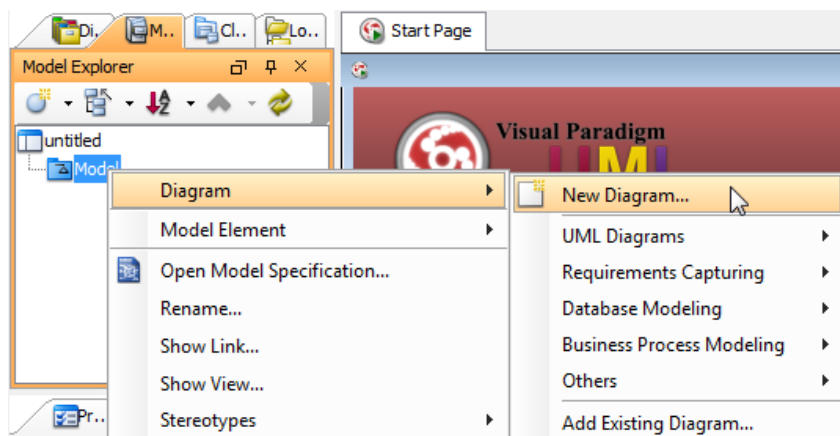 Di.
M..
Cl..
Lo..
Start Page
Model Explorer
untitled
Model
Visual Paradigm
Diagram
Model Element
Open Model Specification...
Rename...
Show Link...
Show View...
Stereotypes
New Diagram...
UML Diagrams
Requirements Capturing
Database Modeling
Business Process Modeling
Others
Add Existing Diagram...
Pr..